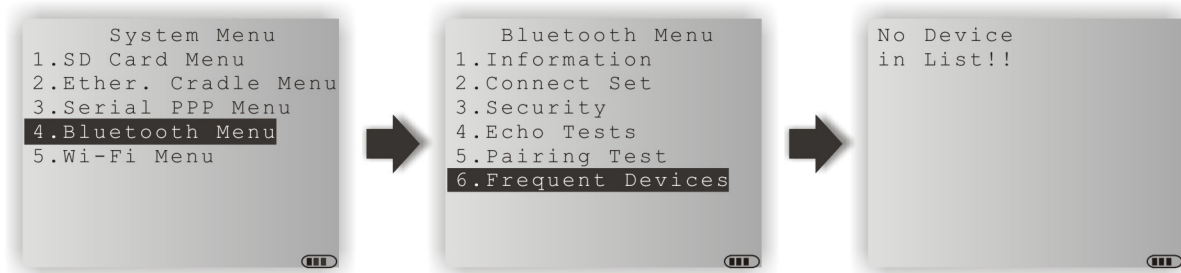 System Menu
1.SD Card Menu
2.Ether. Cradle Menu
3.Serial PPP Menu
4.Bluetooth Menu
5.Wi-Fi Menu
Bluetooth Menu
1.Information
2.Connect Set
3.Security
4.Echo Tests
5.Pairing Test
6.Frequent Devices
No Device
in List!!